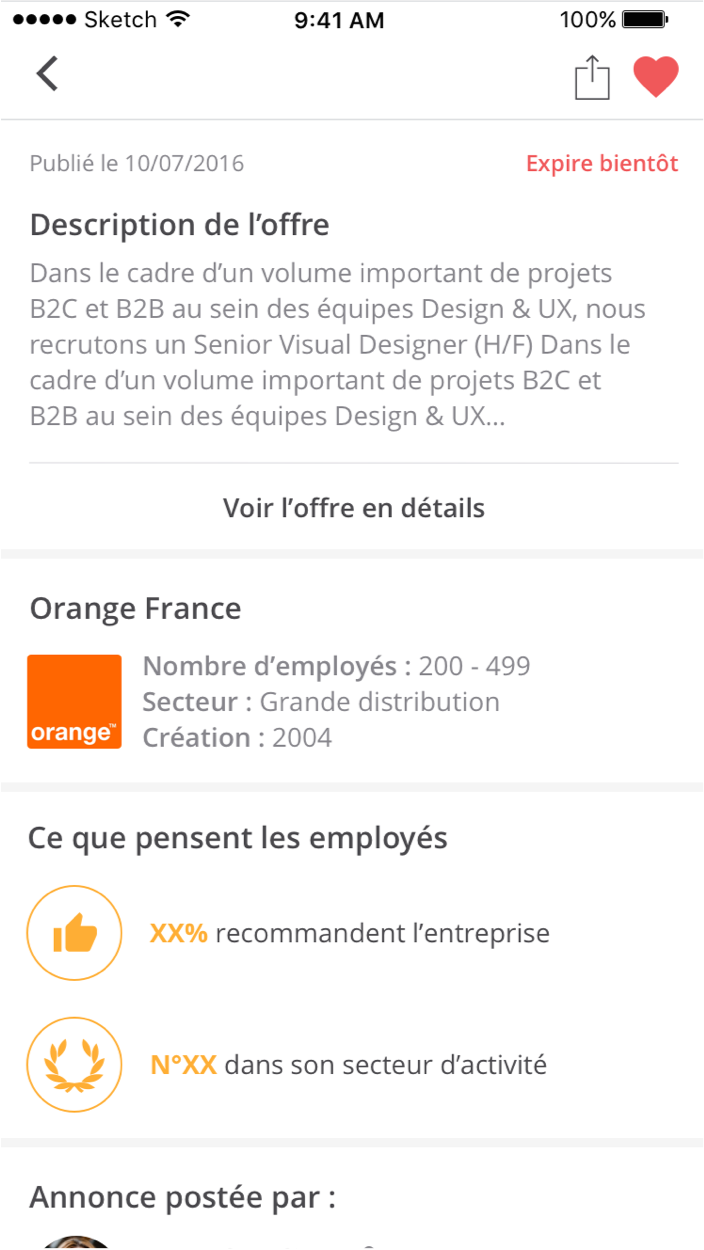 Sketch 9:41 AM 100%
Publié le 10/07/2016 Expire bientôt
Description de l’offre
Dans le cadre d’un volume important de projets
B2C et B2B au sein des équipes Design & UX, nous
recrutons un Senior Visual Designer (H/F) Dans le
cadre d’un volume important de projets B2C et
B2B au sein des équipes Design & UX...
Voir l’offre en détails
Orange France
Nombre d’employés : 200 - 499
Secteur : Grande distribution
Création : 2004
orange™
Ce que pensent les employés
XX% recommandent l’entreprise
N°XX dans son secteur d’activité
Annonce postée par :